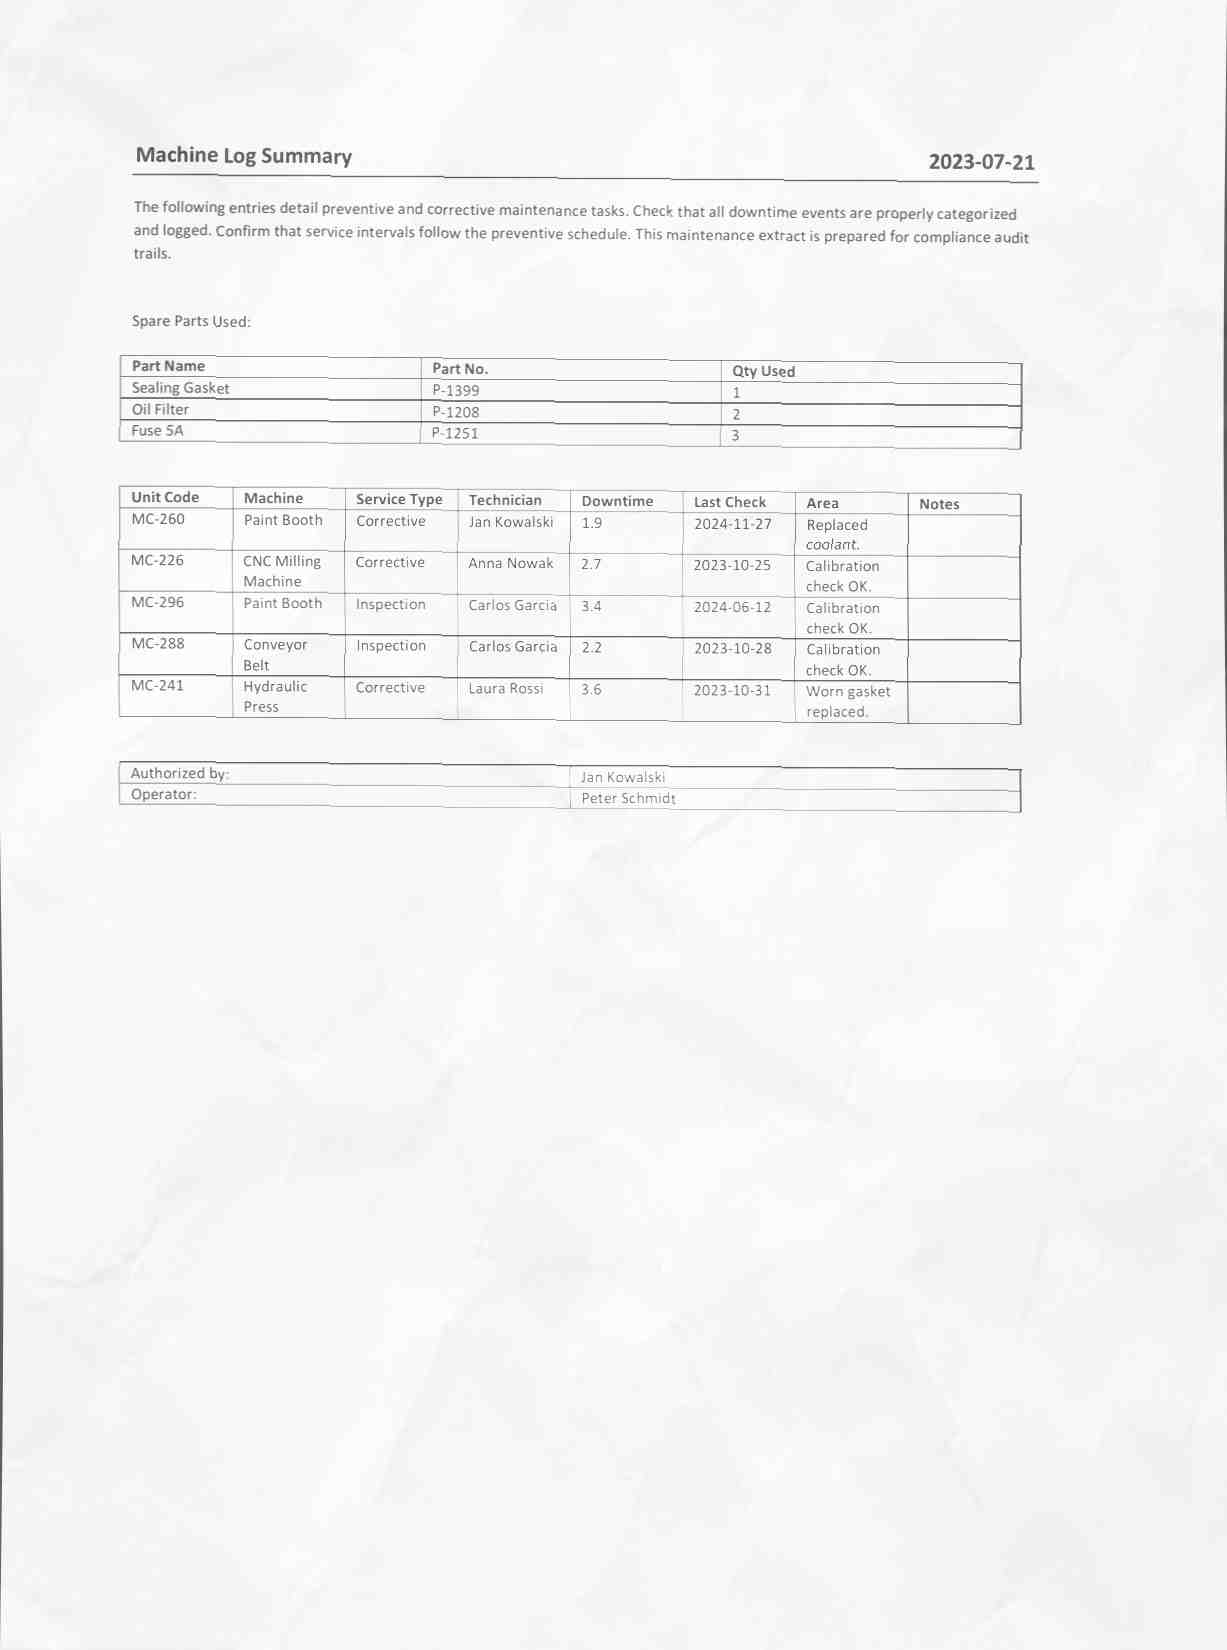 Machine Log Summary 2023-07-21
The following entries detail preventive and corrective maintenance tasks. Check that all downtime events are properly categorized
and logged. Confirm that service intervals follow the preventive schedule. This maintenance extract is prepared for compliance audit
trails.
Spare Parts Used:
Part Name Part No. Qty Used
Sealing Gasket P-1399 1
Oil Filter P-1208 2
Fuse 5A P-1251 3
Unit Code Machine Service Type Technician Downtime Last Check Area Notes
MC-260 Paint Booth Corrective Jan Kowalski 1.9 2024-11-27 Replaced
coolant.
MC-226 CNC Milling Corrective Anna Nowak 2.7 2023-10-25 Calibration
Machine check OK.
MC-296 Paint Booth Inspection Carlos Garcia 3.4 2024-06-12 Calibration
check OK.
MC-288 Conveyor Inspection Carlos Garcia 2.2 2023-10-28 Calibration
Belt check OK.
MC-241 Hydraulic Corrective Laura Rossi 3.6 2023-10-31 Worn gasket
Press replaced.
Authorized by: Jan Kowalski
Operator: Peter Schmidt